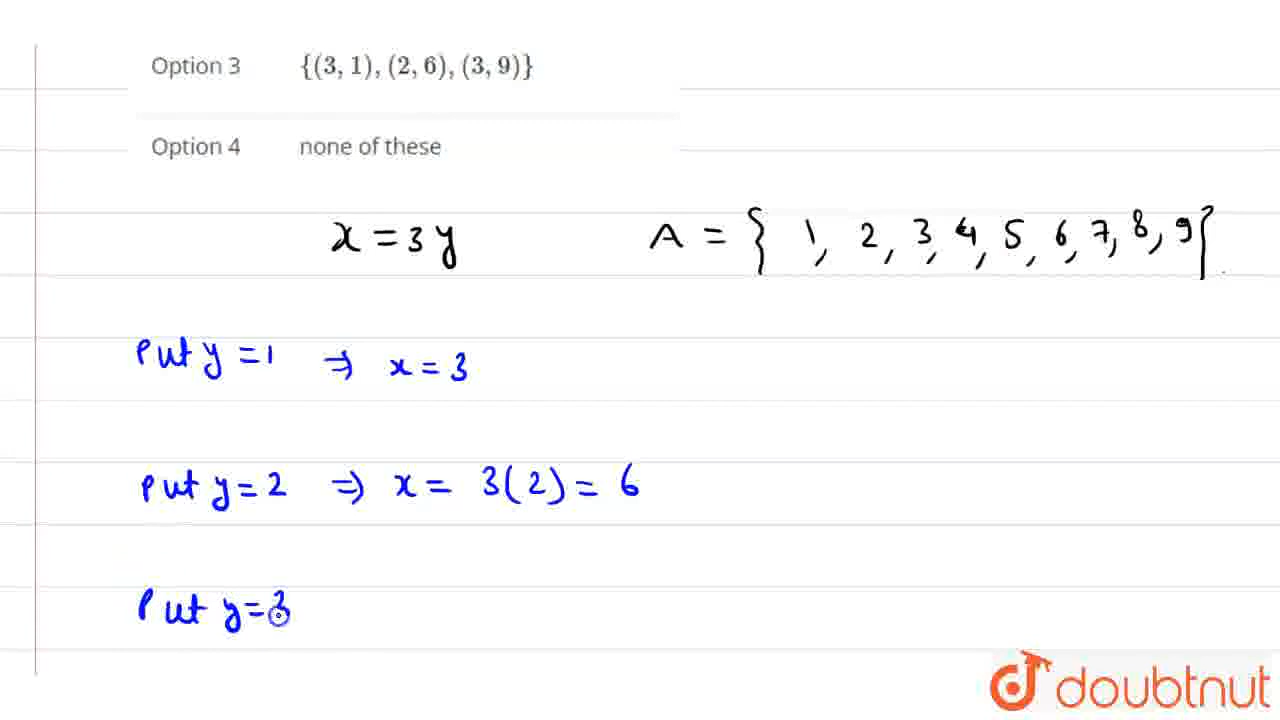 Option 3 {(3, 1), (2, 6), (3, 9)}
Option 4 none of these
x = 3y A = { 1, 2, 3, 4, 5, 6, 7, 8, 9}
Put y = 1 ⇒ x = 3
Put y = 2 ⇒ x = 3(2) = 6
Put y = 3
doubtnut